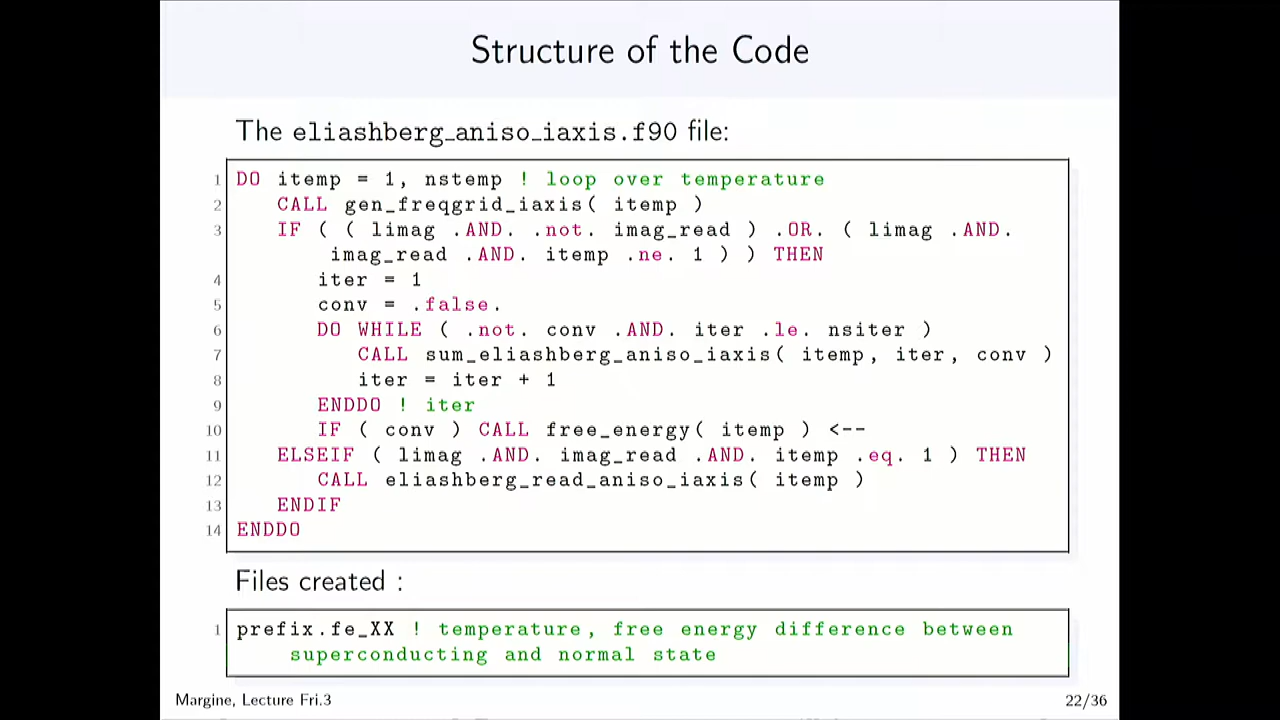 Structure of the Code
The eliashberg_aniso_iaxis.f90 file:
1 DO itemp = 1, nstemp ! loop over temperature
2 CALL gen_freqgrid_iaxis( itemp )
3 IF ( ( limag .AND. .not. imag_read ) .OR. ( limag .AND.
imag_read .AND. itemp .ne. 1 ) ) THEN
4 iter = 1
5 conv = .false.
6 DO WHILE ( .not. conv .AND. iter .le. nsiter )
7 CALL sum_eliashberg_aniso_iaxis( itemp, iter, conv )
8 iter = iter + 1
9 ENDDO ! iter
10 IF ( conv ) CALL free_energy( itemp ) <--
11 ELSEIF ( limag .AND. imag_read .AND. itemp .eq. 1 ) THEN
12 CALL eliashberg_read_aniso_iaxis( itemp )
13 ENDIF
14 ENDDO
Files created :
1 prefix.fe_XX ! temperature, free energy difference between
superconducting and normal state
Margine, Lecture Fri.3
22/36